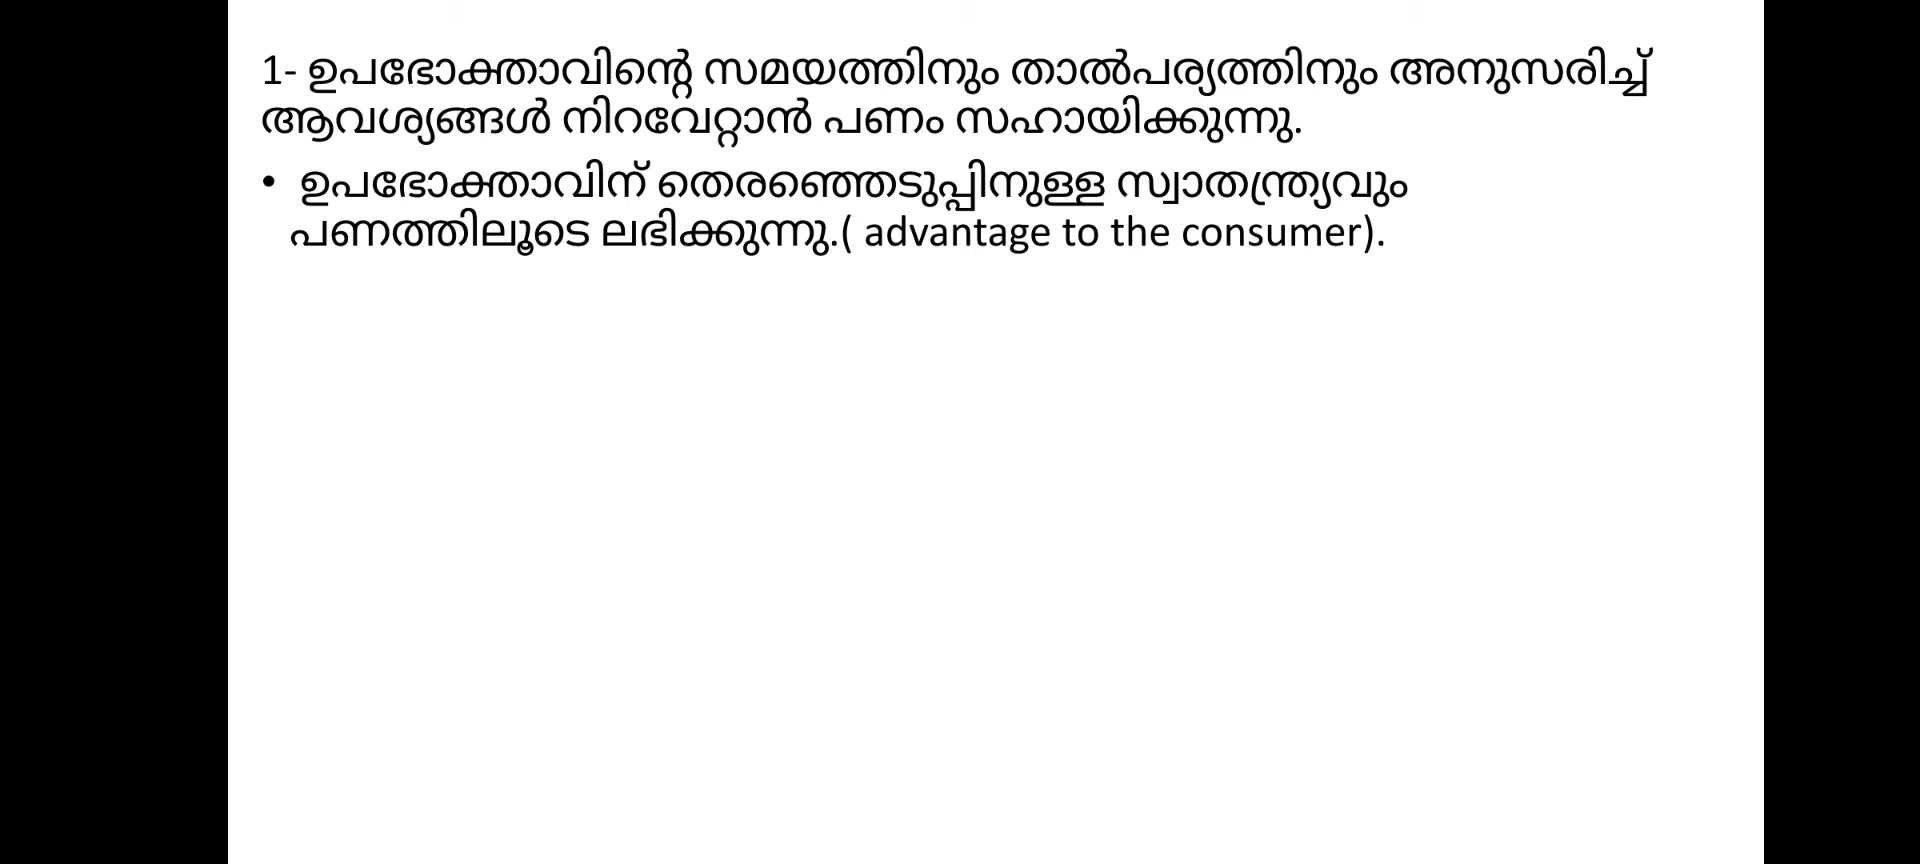 1- ഉപഭോക്താവിന്റെ സമയത്തിനും താൽപര്യത്തിനും അനുസരിച്ച്
ആവശ്യങ്ങൾ നിറവേറ്റാൻ പണം സഹായിക്കുന്നു.
• ഉപഭോക്താവിന് തെരഞ്ഞെടുപ്പിനുള്ള സ്വാതന്ത്ര്യവും
പണത്തിലൂടെ ലഭിക്കുന്നു.( advantage to the consumer).